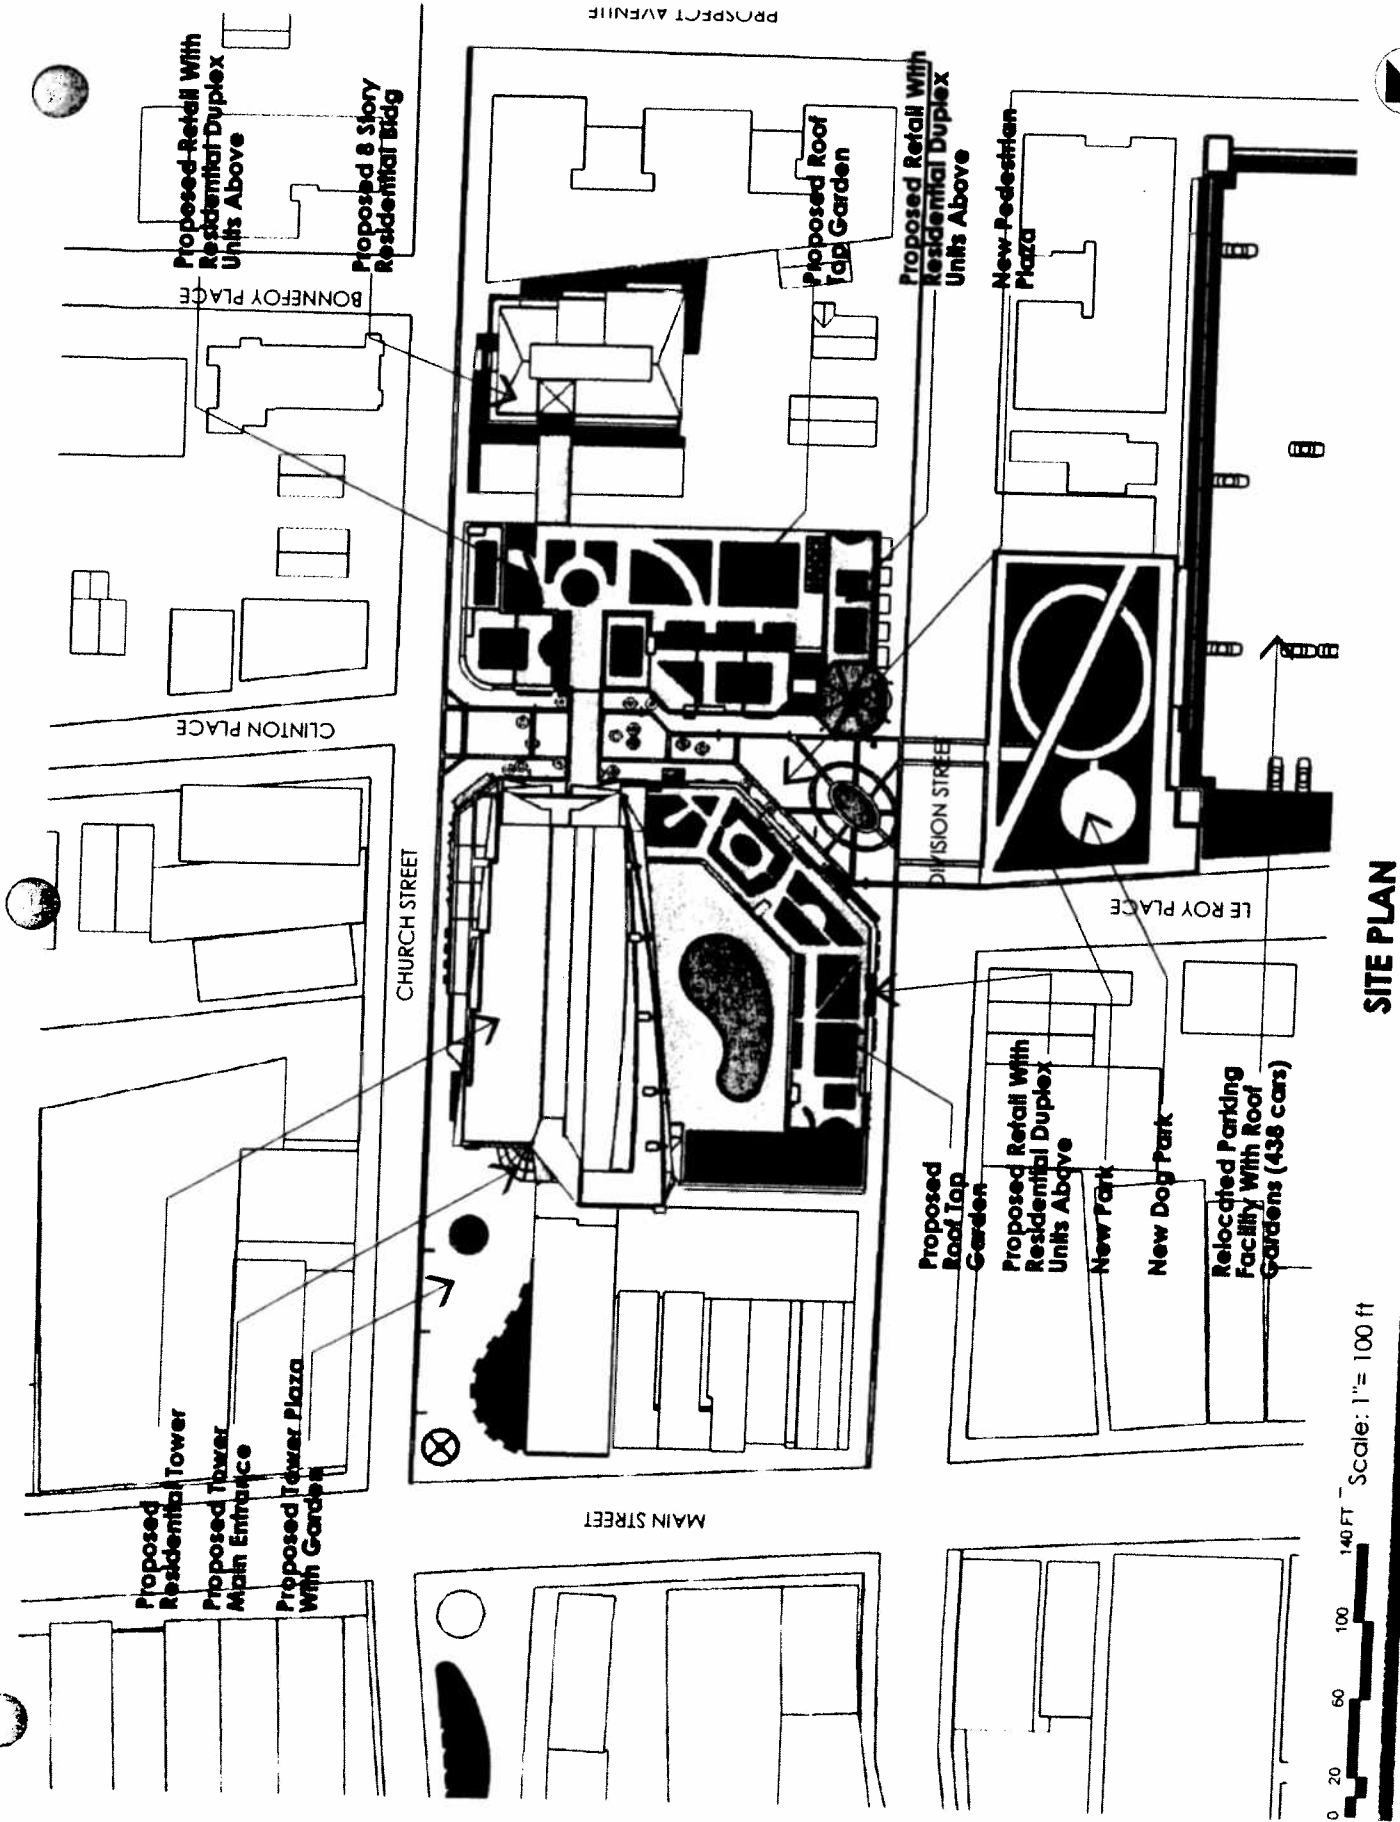 PROSPECT AVENUE
Proposed Retail With
Residential Duplex
Units Above
Proposed 8 Story
Residential Bldg
BONNEFOY PLACE
Proposed Roof
Top Garden
Proposed Retail With
Residential Duplex
Units Above
New Pedestrian
Plaza
CLINTON PLACE
CHURCH STREET
DIVISION STREET
LE ROY PLACE
Proposed
Residential Tower
Proposed Tower
Main Entrance
Proposed Tower Plaza
With Garden
Proposed
Roof Top
Garden
Proposed Retail With
Residential Duplex
Units Above
New Park
New Dog Park
Relocated Parking
Facility With Roof
Gardens (438 cars)
MAIN STREET
SITE PLAN
0 20 60 100 140 FT
Scale: 1"= 100 ft